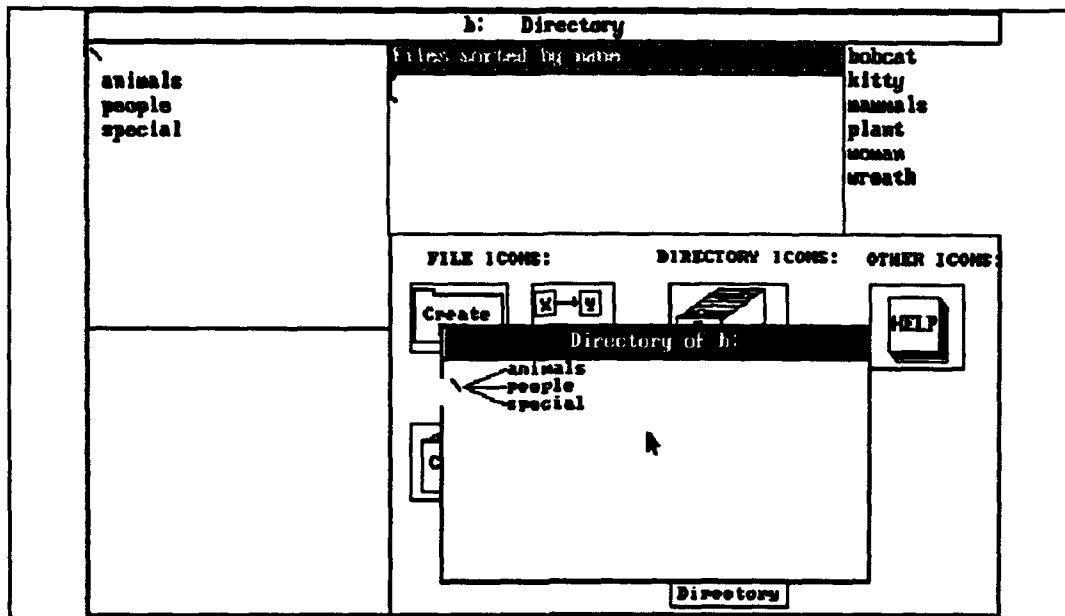 b: Directory
\
animals
people
special
Files sorted by name
\
bobcat
kitty
mammals
plant
woman
wreath
FILE ICONS:
DIRECTORY ICONS:
OTHER ICONS:
Create
x→y
HELP
Directory of b:
\
animals
people
special
C
Directory